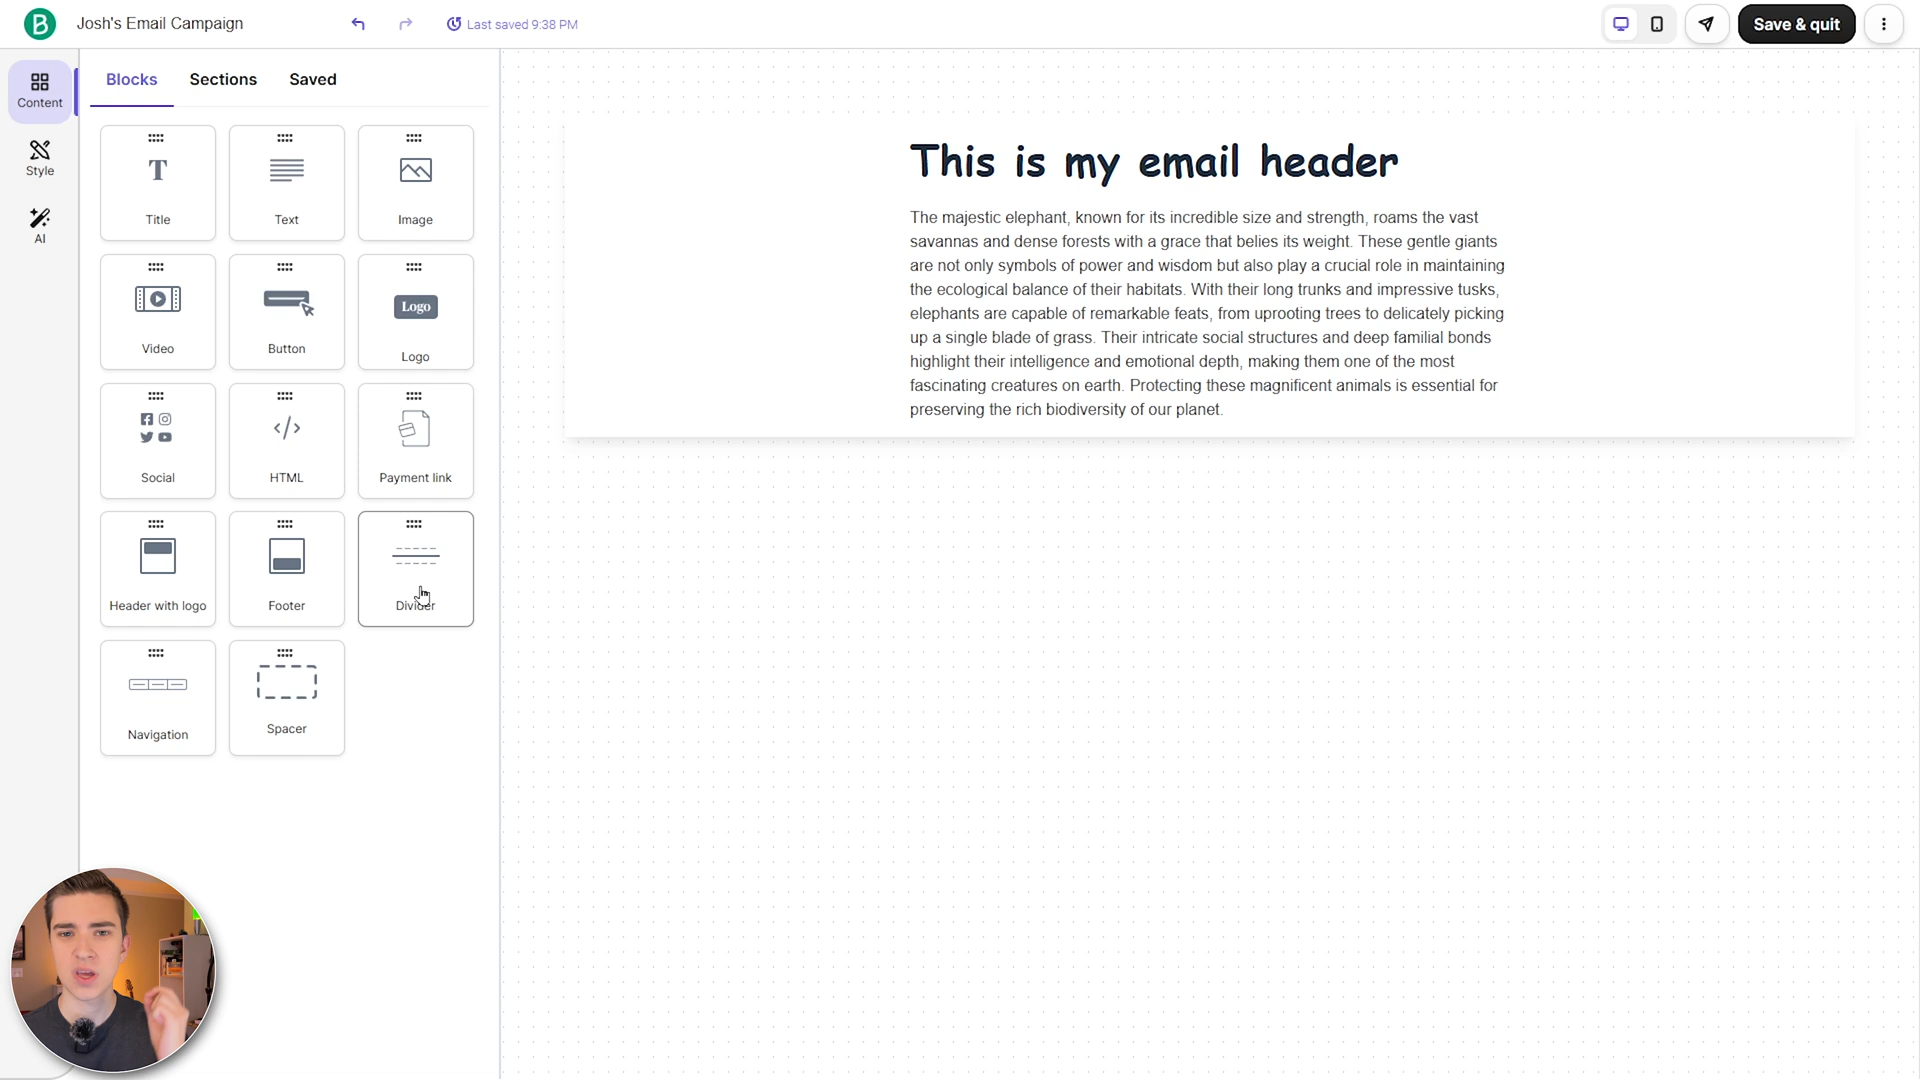 B
Josh's Email Campaign
Last saved 9:38 PM
Save & quit
Content
Style
AI
Blocks
Sections
Saved
T
Title
Text
Image
Video
Button
Logo
Logo
Social
</>
HTML
Payment link
Header with logo
Footer
Divider
Navigation
Spacer
This is my email header
The majestic elephant, known for its incredible size and strength, roams the vast
savannas and dense forests with a grace that belies its weight. These gentle giants
are not only symbols of power and wisdom but also play a crucial role in maintaining
the ecological balance of their habitats. With their long trunks and impressive tusks,
elephants are capable of remarkable feats, from uprooting trees to delicately picking
up a single blade of grass. Their intricate social structures and deep familial bonds
highlight their intelligence and emotional depth, making them one of the most
fascinating creatures on earth. Protecting these magnificent animals is essential for
preserving the rich biodiversity of our planet.